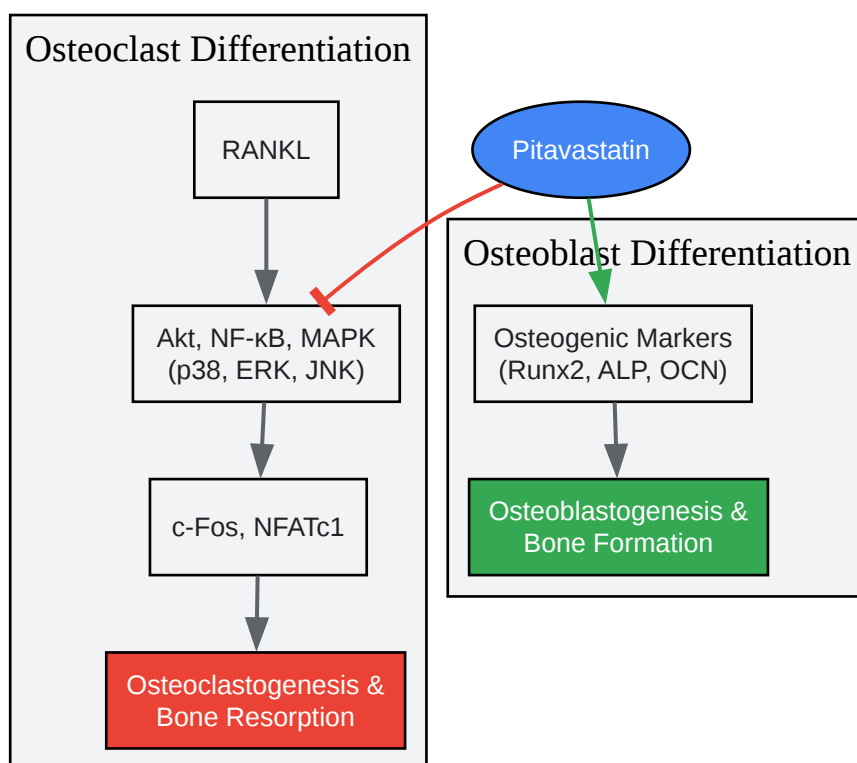 Osteoclast Differentiation
RANKL
Pitavastatin
Osteoblast Differentiation
Akt, NF-κB, MAPK
(p38, ERK, JNK)
Osteogenic Markers
(Runx2, ALP, OCN)
c-Fos, NFATc1
Osteoblastogenesis &
Bone Formation
Osteoclastogenesis &
Bone Resorption